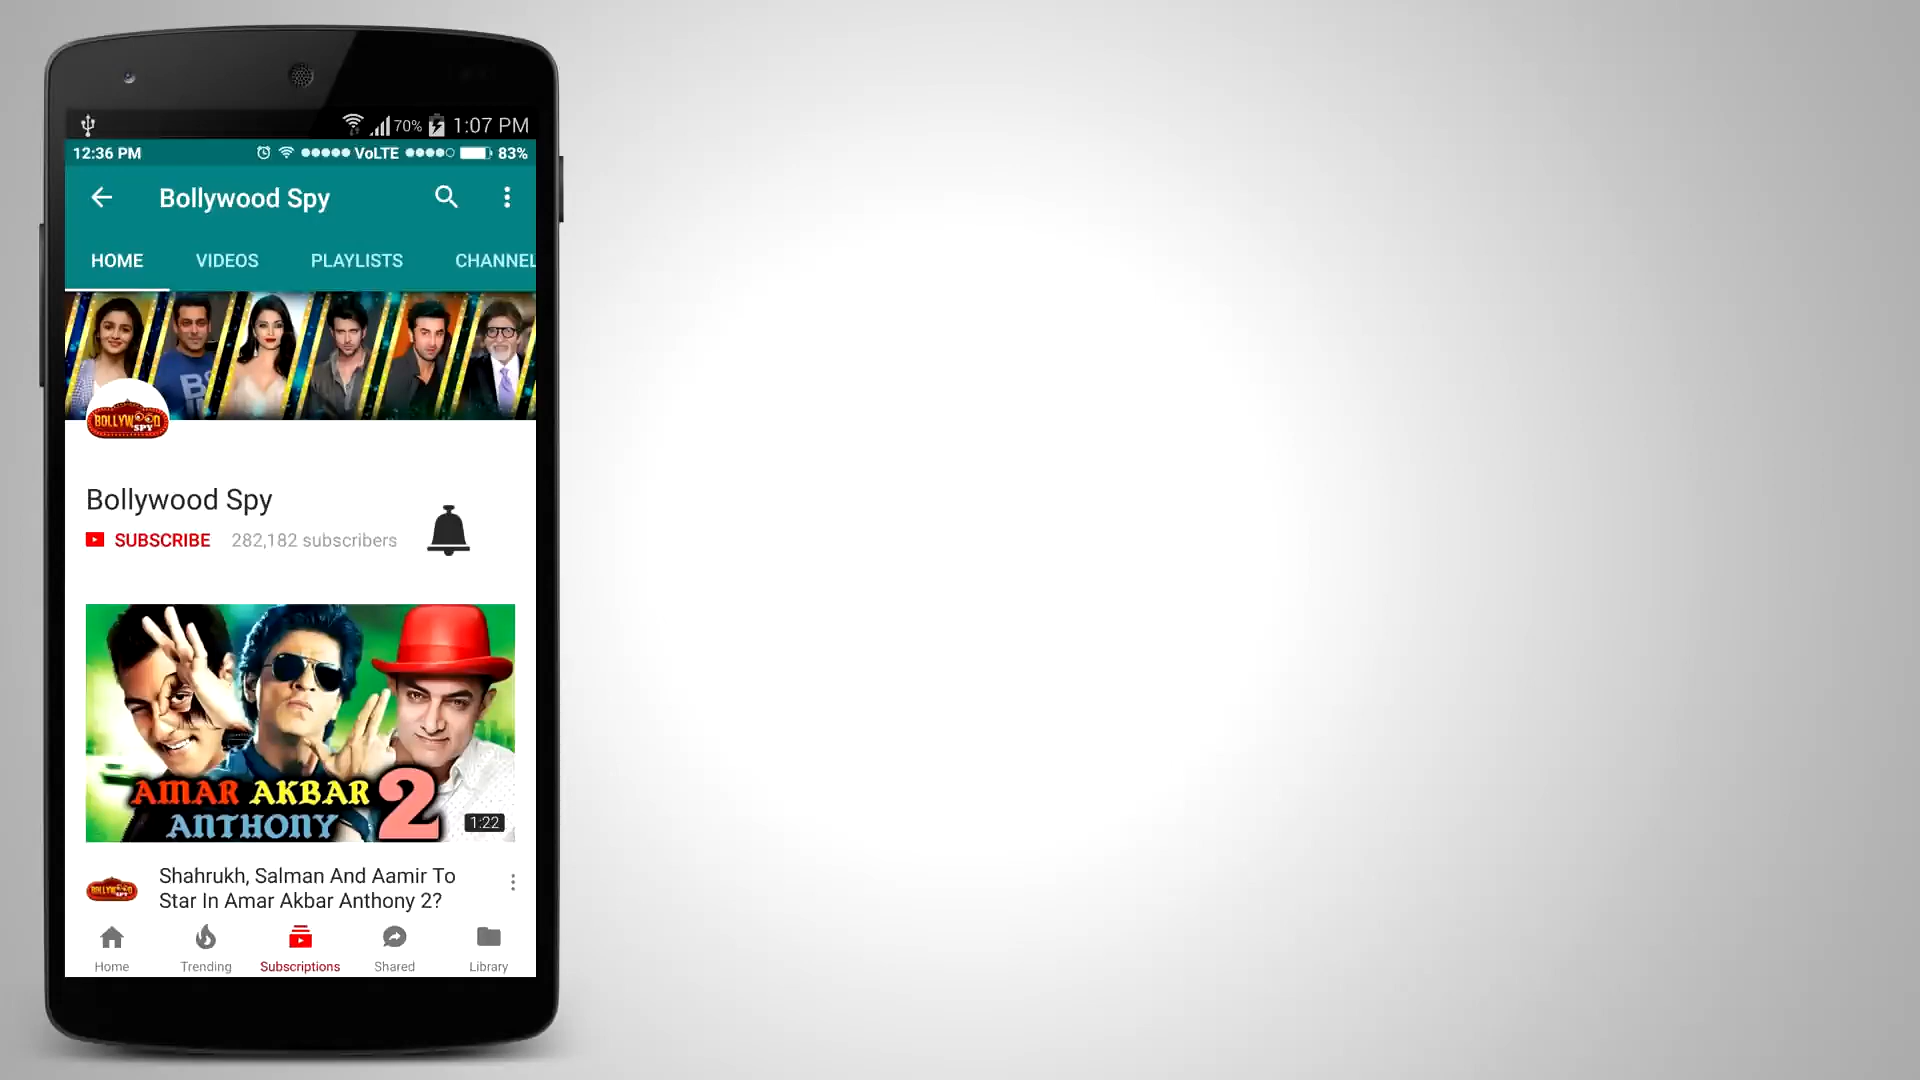 70% 1:07 PM
12:36 PM VoLTE 83%
Bollywood Spy
HOME VIDEOS PLAYLISTS CHANNEL
BOLLYWOOD
SPY
Bollywood Spy
SUBSCRIBE 282,182 subscribers
AMAR AKBAR
ANTHONY 2
1:22
Shahrukh, Salman And Aamir To
Star In Amar Akbar Anthony 2?
Home Trending Subscriptions Shared Library